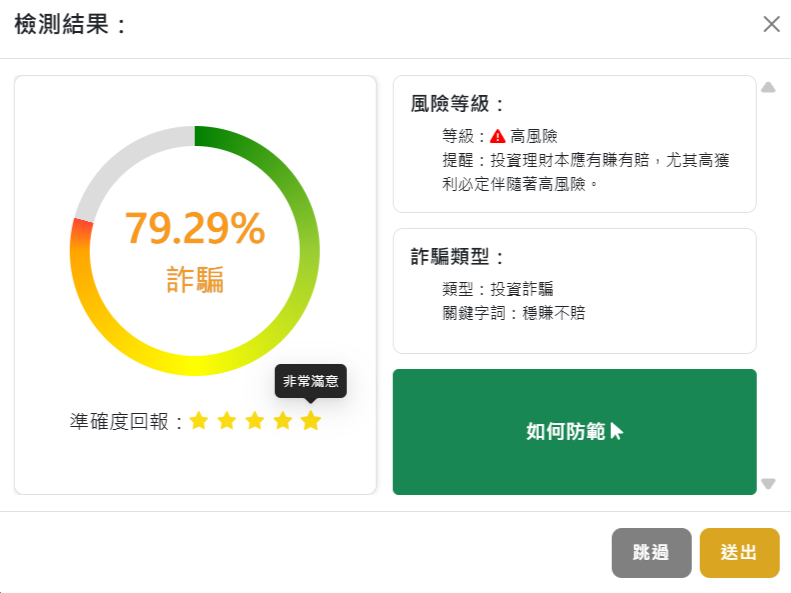 檢測結果：
79.29%
詐騙
非常滿意
準確度回報：
風險等級：
等級：高風險
提醒：投資理財本應有賺有賠，尤其高獲
利必定伴隨著高風險。
詐騙類型：
類型：投資詐騙
關鍵字詞：穩賺不賠
如何防範
跳過
送出